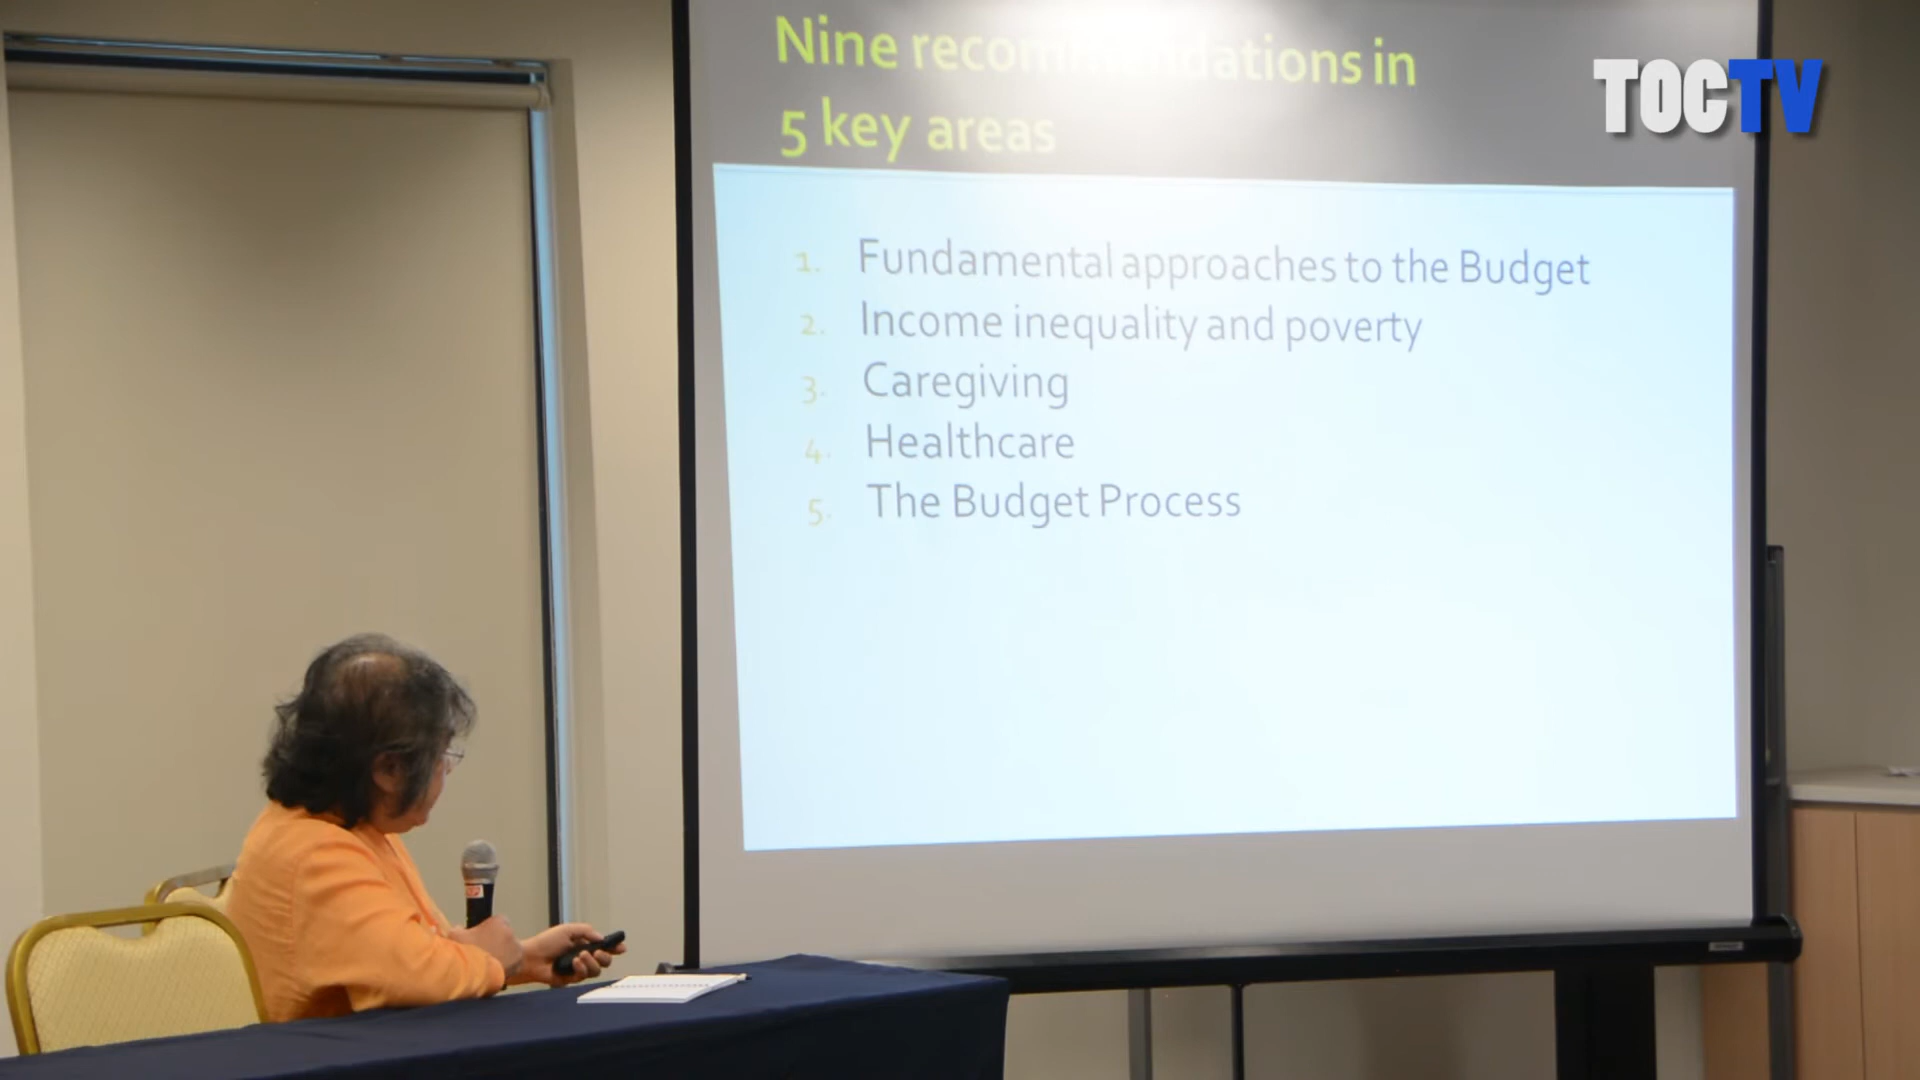 Nine recommendations in
5 key areas
TOCTV
1. Fundamental approaches to the Budget
2. Income inequality and poverty
3. Caregiving
4. Healthcare
5. The Budget Process